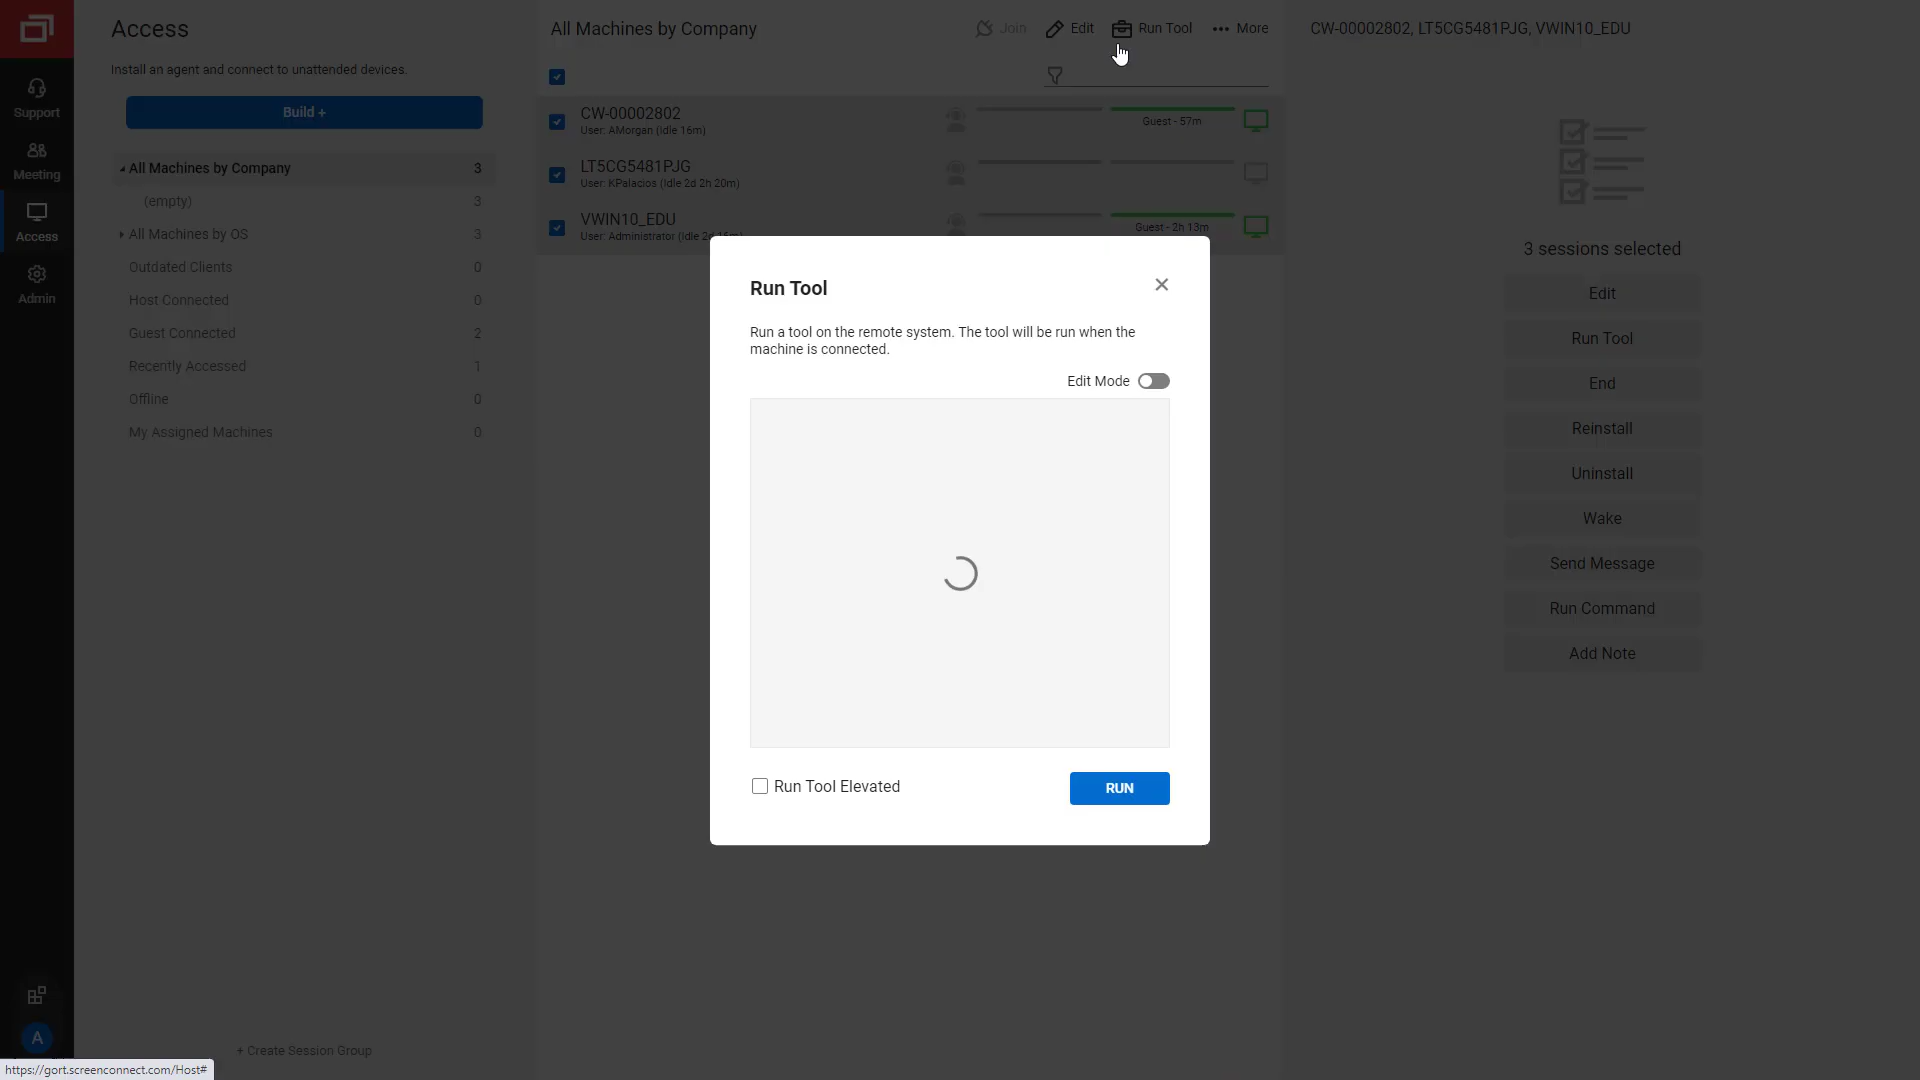 Access
Install an agent and connect to unattended devices.
Build +
All Machines by Company 3
(empty) 3
All Machines by OS 3
Outdated Clients 0
Host Connected 0
Guest Connected 2
Recently Accessed 1
Offline 0
My Assigned Machines 0
+ Create Session Group
Support
Meeting
Access
Admin
A
https://gort.screenconnect.com/Host#
All Machines by Company
Join
Edit
Run Tool
More
CW-00002802
User: AMorgan (Idle 16m)
Guest - 57m
LT5CG5481PJG
User: KPalacios (Idle 2d 2h 20m)
VWIN10_EDU
User: Administrator (Idle 2d
Guest - 2h 13m
Run Tool
Run a tool on the remote system. The tool will be run when the
machine is connected.
Edit Mode
Run Tool Elevated
RUN
CW-00002802, LT5CG5481PJG, VWIN10_EDU
3 sessions selected
Edit
Run Tool
End
Reinstall
Uninstall
Wake
Send Message
Run Command
Add Note